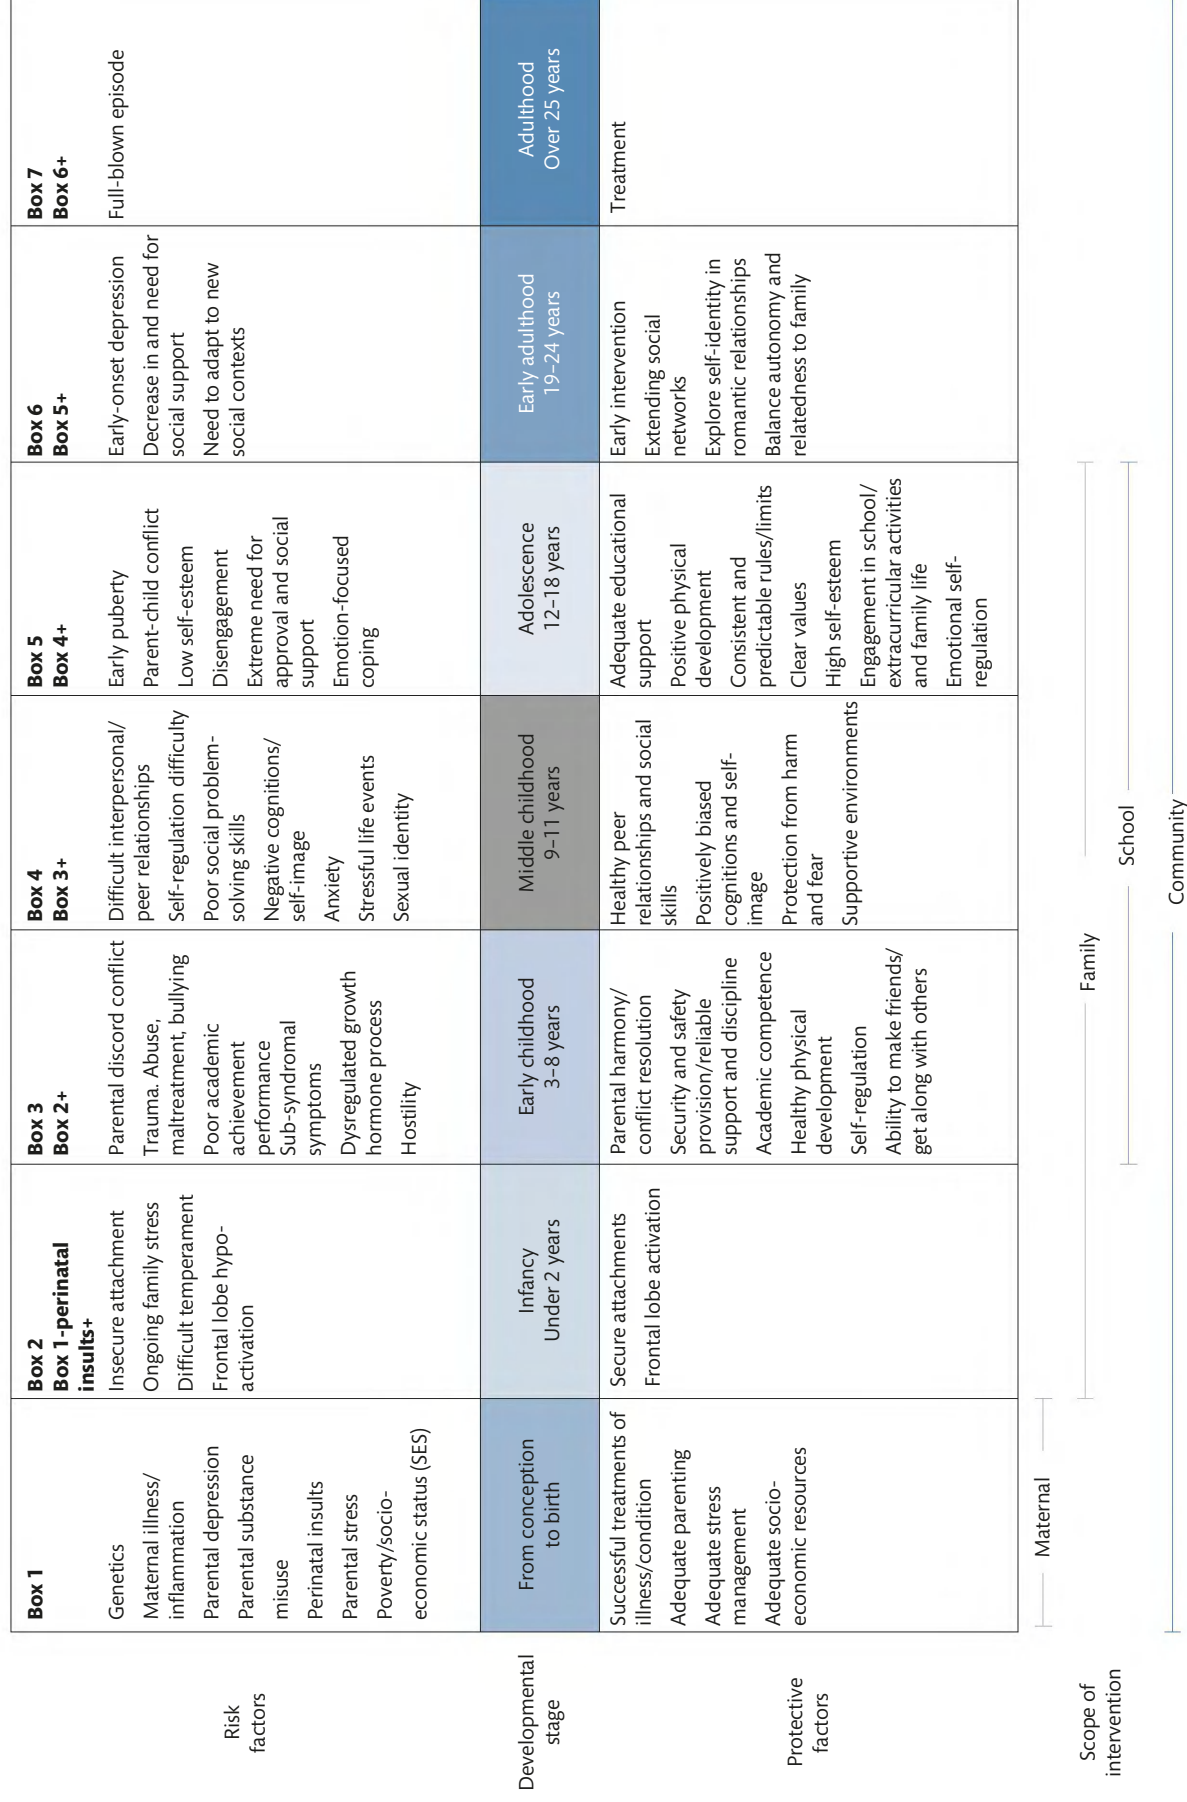 Risk
factors
Box 1
Genetics
Maternal illness/
inflammation
Parental depression
Parental substance
misuse
Perinatal insults
Parental stress
Poverty/socio-
economic status (SES)
Box 2
Box 1-perinatal
insults+
Insecure attachment
Ongoing family stress
Difficult temperament
Frontal lobe hypo-
activation
Box 3
Box 2+
Parental discord conflict
Trauma. Abuse,
maltreatment, bullying
Poor academic
achievement
performance
Sub-syndromal
symptoms
Dysregulated growth
hormone process
Hostility
Box 4
Box 3+
Difficult interpersonal/
peer relationships
Self-regulation difficulty
Poor social problem-
solving skills
Negative cognitions/
self-image
Anxiety
Stressful life events
Sexual identity
Box 5
Box 4+
Early puberty
Parent-child conflict
Low self-esteem
Disengagement
Extreme need for
approval and social
support
Emotion-focused
coping
Box 6
Box 5+
Early-onset depression
Decrease in and need for
social support
Need to adapt to new
social contexts
Box 7
Box 6+
Full-blown episode
Developmental
stage
From conception
to birth
Infancy
Under 2 years
Early childhood
3–8 years
Middle childhood
9–11 years
Adolescence
12–18 years
Early adulthood
19–24 years
Adulthood
Over 25 years
Protective
factors
Successful treatments of
illness/condition
Adequate parenting
Adequate stress
management
Adequate socio-
economic resources
Secure attachments
Frontal lobe activation
Parental harmony/
conflict resolution
Security and safety
provision/reliable
support and discipline
Academic competence
Healthy physical
development
Self-regulation
Ability to make friends/
get along with others
Healthy peer
relationships and social
skills
Positively biased
cognitions and self-
image
Protection from harm
and fear
Supportive environments
Adequate educational
support
Positive physical
development
Consistent and
predictable rules/limits
Clear values
High self-esteem
Engagement in school/
extracurricular activities
and family life
Emotional self-
regulation
Early intervention
Extending social
networks
Explore self-identity in
romantic relationships
Balance autonomy and
relatedness to family
Treatment
Scope of
intervention
Maternal
Family
School
Community